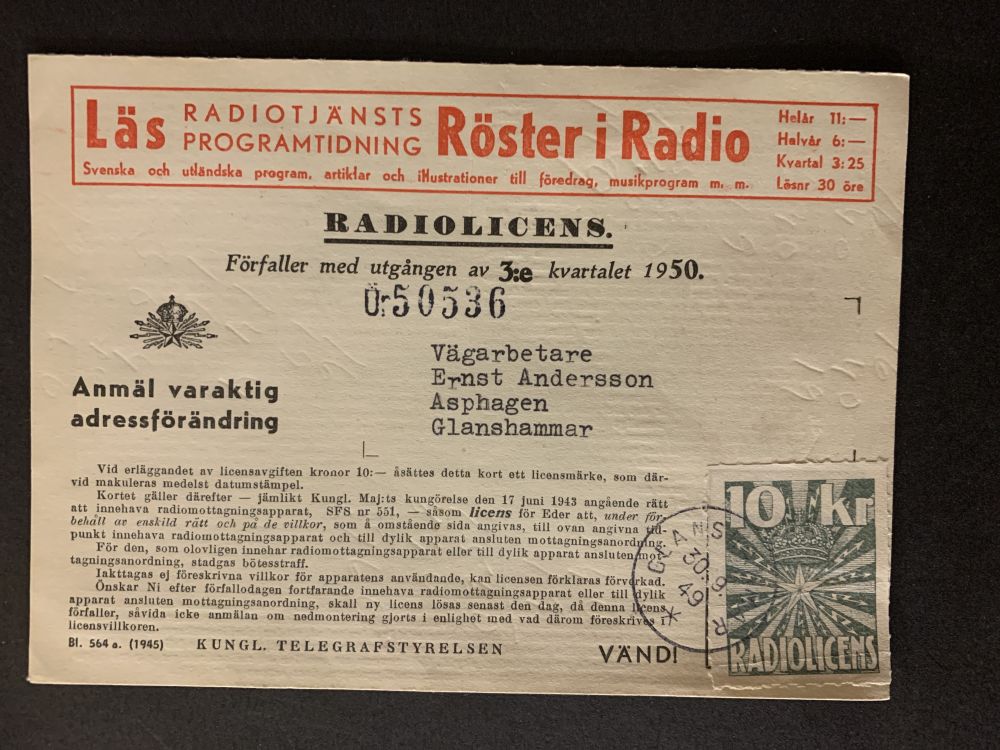 Läs RADIOTJÄNSTS PROGRAMTIDNING Röster i Radio
Svenska och utländska program, artiklar och illustrationer till föredrag, musikprogram m. m.
Helår 11:—
Halvår 6:—
Kvartal 3:25
Lösnr 30 öre
RADIOLICENS.
Förfaller med utgången av 3:e kvartalet 1950.
Ör 50536
Anmäl varaktig
adressförändring
Vägarbetare
Ernst Andersson
Asphagen
Glanshammar
Vid erläggandet av licensavgiften kronor 10:— åsättes detta kort ett licensmärke, som där-
vid makuleras medelst datumstämpel.
Kortet gäller därefter — jämlikt Kungl. Maj:ts kungörelse den 17 juni 1943 angående rätt
att innehava radiomottagningsapparat, SFS nr 551, — såsom licens för Eder att, under för-
behåll av enskild rätt och på de villkor, som å omstående sida angivas, till ovan angivna tid-
punkt innehava radiomottagningsapparat och till dylik apparat ansluten mottagningsanordning.
För den, som olovligen innehar radiomottagningsapparat eller till dylik apparat ansluten mot-
tagningsanordning, stadgas bötesstraff.
Iakttagas ej föreskrivna villkor för apparatens användande, kan licensen förklaras förverkad.
Önskar Ni efter förfallodagen fortfarande innehava radiomottagningsapparat eller till dylik
apparat ansluten mottagningsanordning, skall ny licens lösas senast den dag, då denna licens
förfaller, såvida icke anmälan om nedmontering gjorts i enlighet med vad därom föreskrives i
licensvillkoren.
Bl. 564 a. (1945) KUNGL. TELEGRAFSTYRELSEN VÄND!
10 Kr
RADIOLICENS
30.9.49